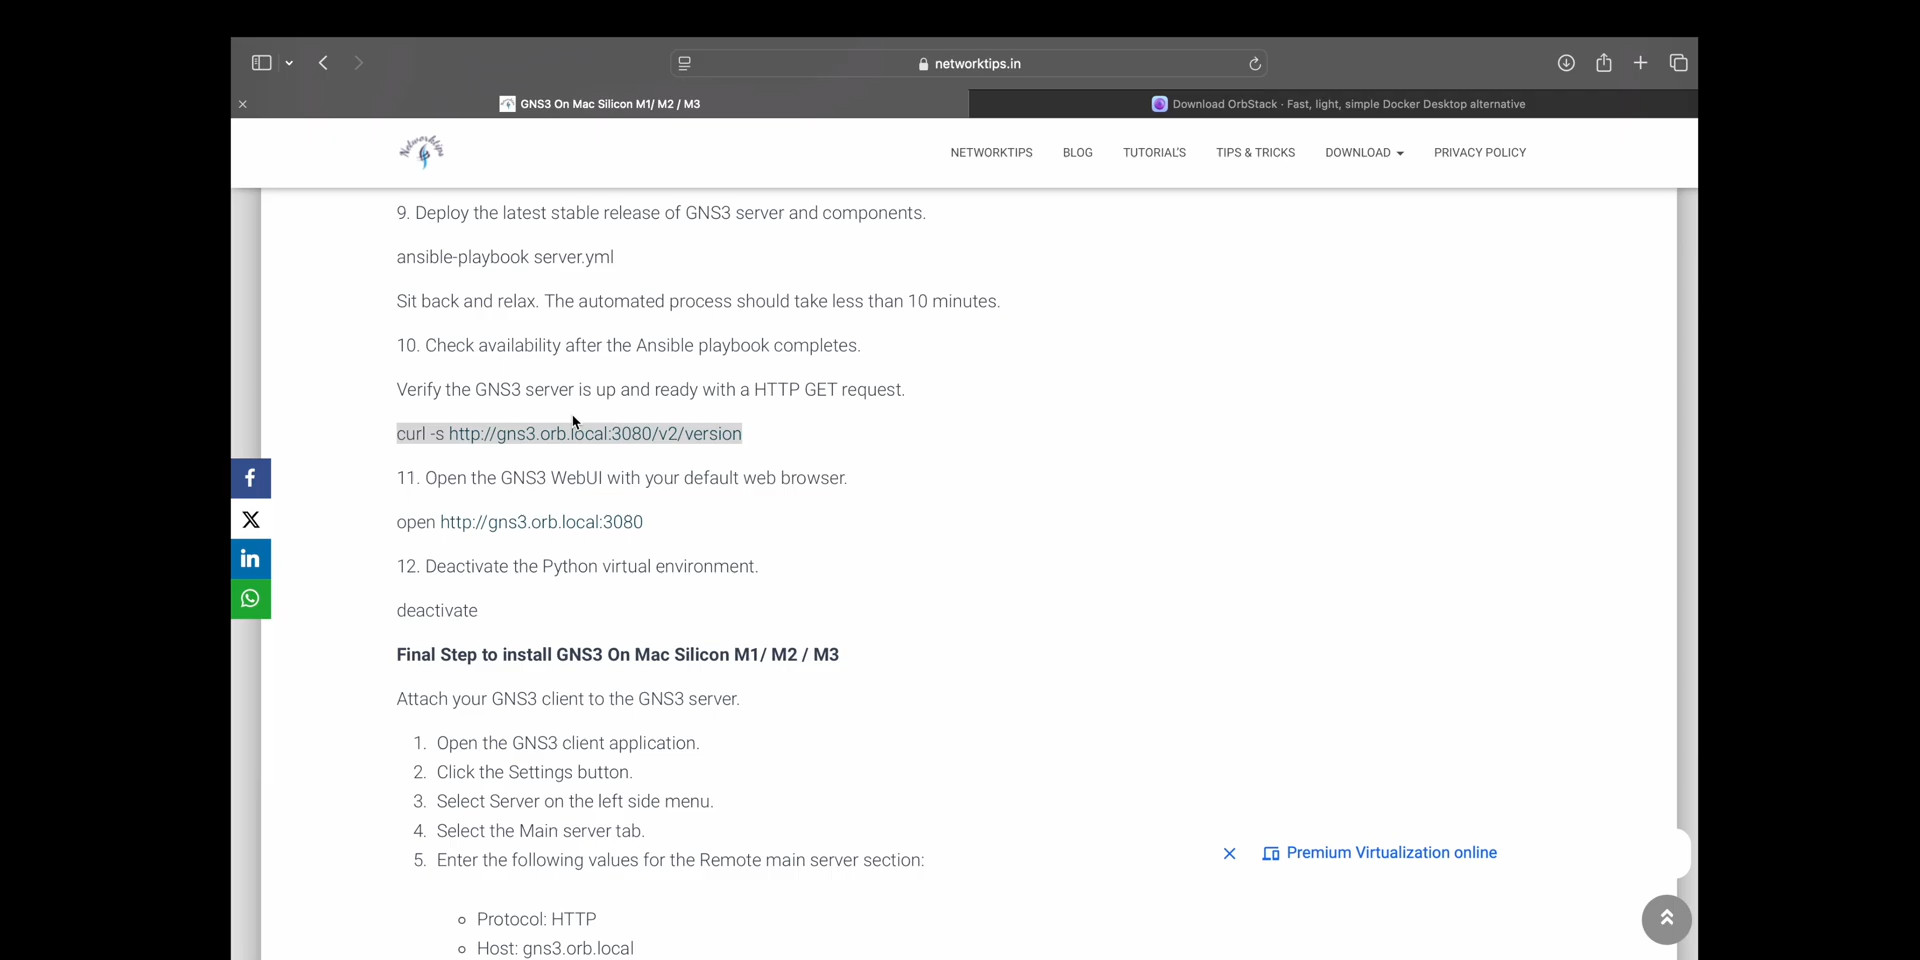 networktips.in
GNS3 On Mac Silicon M1/ M2 / M3
Download OrbStack · Fast, light, simple Docker Desktop alternative
Networktips
NETWORKTIPS
BLOG
TUTORIAL'S
TIPS & TRICKS
DOWNLOAD
PRIVACY POLICY
9. Deploy the latest stable release of GNS3 server and components.
ansible-playbook server.yml
Sit back and relax. The automated process should take less than 10 minutes.
10. Check availability after the Ansible playbook completes.
Verify the GNS3 server is up and ready with a HTTP GET request.
curl -s http://gns3.orb.local:3080/v2/version
11. Open the GNS3 WebUI with your default web browser.
open http://gns3.orb.local:3080
12. Deactivate the Python virtual environment.
deactivate
Final Step to install GNS3 On Mac Silicon M1/ M2 / M3
Attach your GNS3 client to the GNS3 server.
1. Open the GNS3 client application.
2. Click the Settings button.
3. Select Server on the left side menu.
4. Select the Main server tab.
5. Enter the following values for the Remote main server section:
Premium Virtualization online
Protocol: HTTP
Host: gns3.orb.local